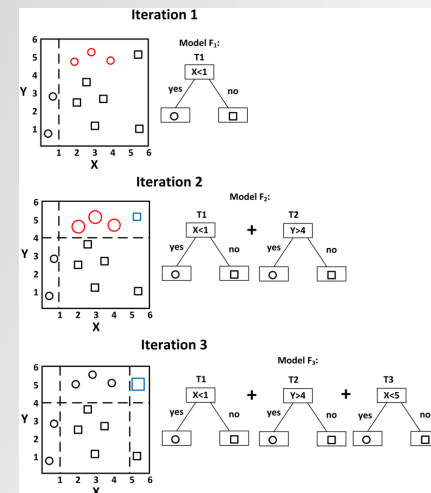 Iteration 1
Model F₁:
T1
X<1
yes no
6
5
4
3
2
1
Y
1 2 3 4 5 6
X
Iteration 2
Model F₂:
T1 + T2
X<1 Y>4
yes no yes no
6
5
4
3
2
1
Y
1 2 3 4 5 6
X
Iteration 3
Model F₃:
T1 + T2 + T3
X<1 Y>4 X<5
yes no yes no yes no
6
5
4
3
2
1
Y
1 2 3 4 5 6
X